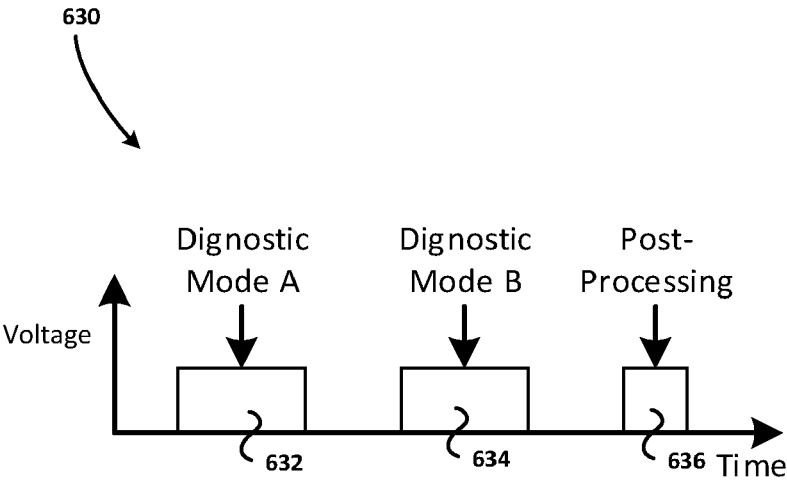 630
Dignostic
Mode A
Dignostic
Mode B
Post-
Processing
Voltage
632
634
636
Time